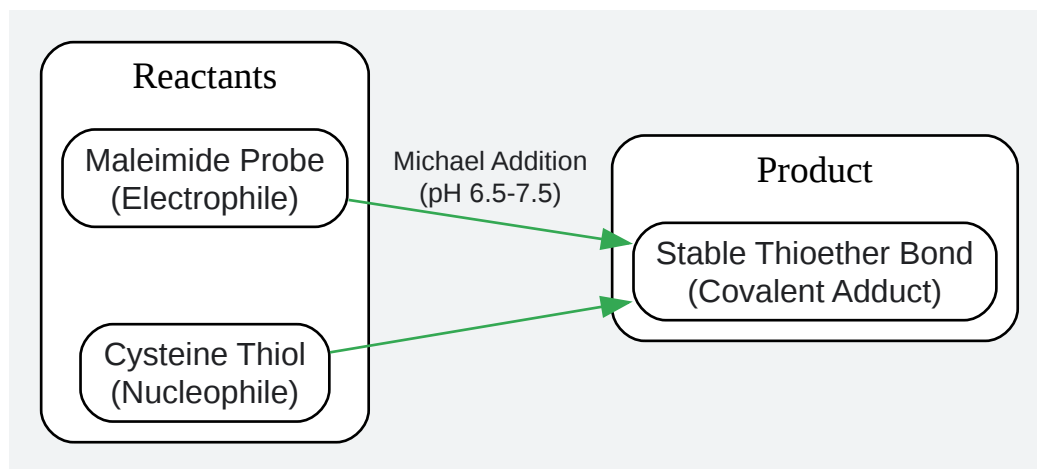 Reactants
Maleimide Probe
(Electrophile)
Cysteine Thiol
(Nucleophile)
Michael Addition
(pH 6.5-7.5)
Product
Stable Thioether Bond
(Covalent Adduct)